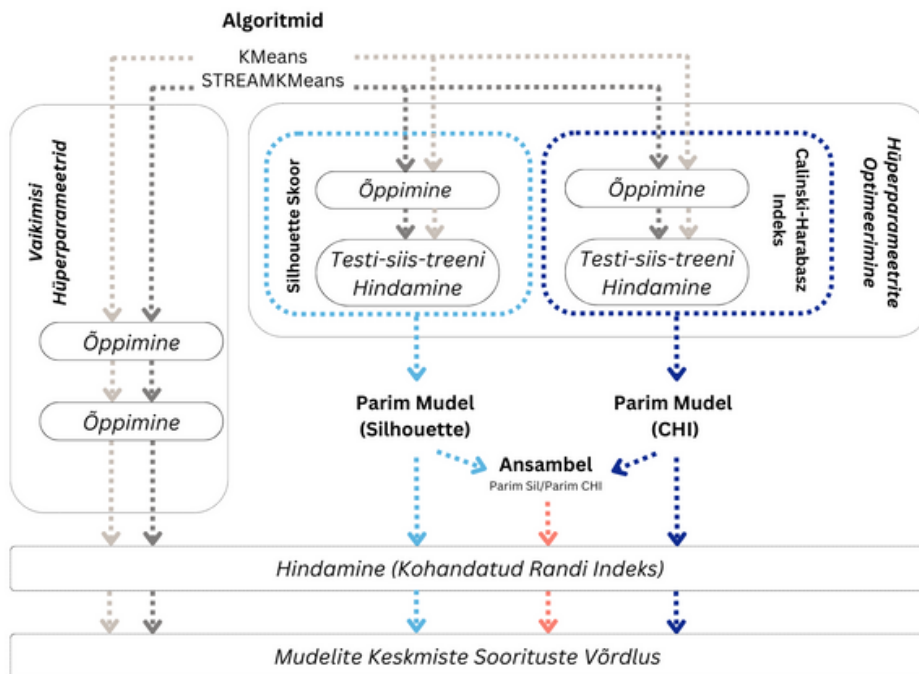 Algoritmid
KMeans
STREAMKMeans
Vaikimisi
Hüperparameetrid
Õppimine
Õppimine
Silhouette Skoor
Õppimine
Testi-siis-treeni
Hindamine
Õppimine
Testi-siis-treeni
Hindamine
Calinski-Harabasz
Indeks
Hüperparameetrite
Optimeerimine
Parim Mudel
(Silhouette)
Parim Mudel
(CHI)
Ansambel
Parim Sil/Parim CHI
Hindamine (Kohandatud Randi Indeks)
Mudelite Keskmiste Soorituste Võrdlus